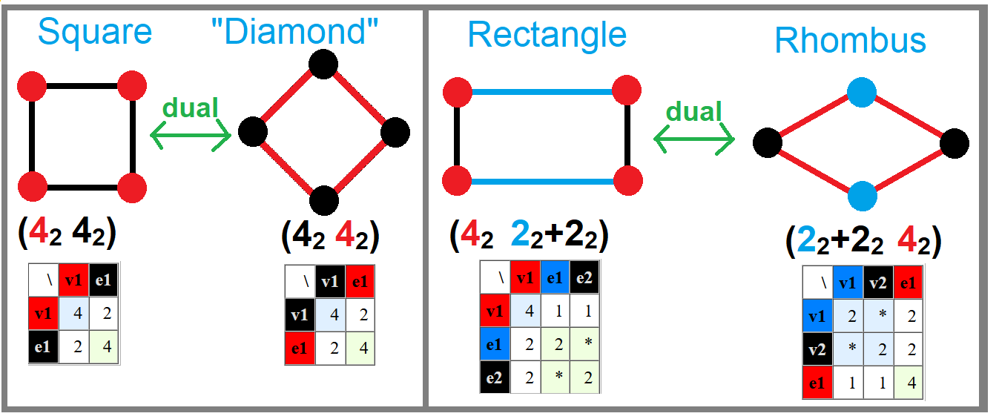 Square
"Diamond"
Rectangle
Rhombus
dual
dual
(4₂ 4₂)
(4₂ 4₂)
(4₂ 2₂+2₂)
(2₂+2₂ 4₂)
\ v1 e1
v1 4 2
e1 2 4
\ v1 e1
v1 4 2
e1 2 4
\ v1 e1 e2
v1 4 1 1
e1 2 2 *
e2 2 * 2
\ v1 v2 e1
v1 2 * 2
v2 * 2 2
e1 1 1 4